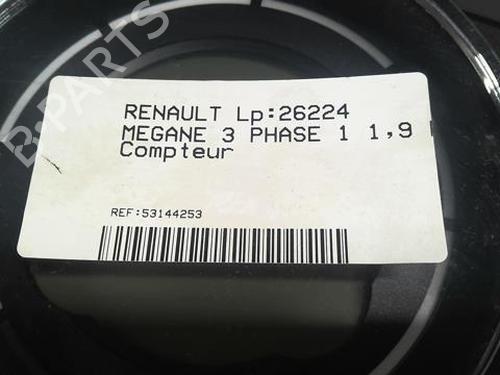 RENAULT Lp:26224
MEGANE 3 PHASE 1 1,9
Compteur
REF:53144253
B-PARTS